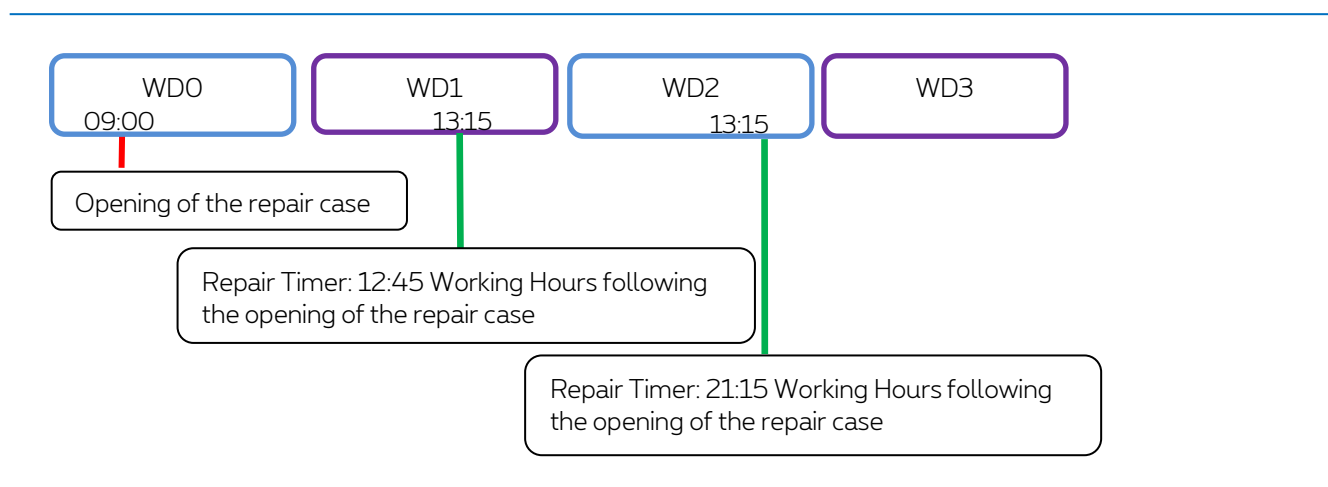 WD0
09:00
WD1
13:15
WD2
13:15
WD3
Opening of the repair case
Repair Timer: 12:45 Working Hours following
the opening of the repair case
Repair Timer: 21:15 Working Hours following
the opening of the repair case